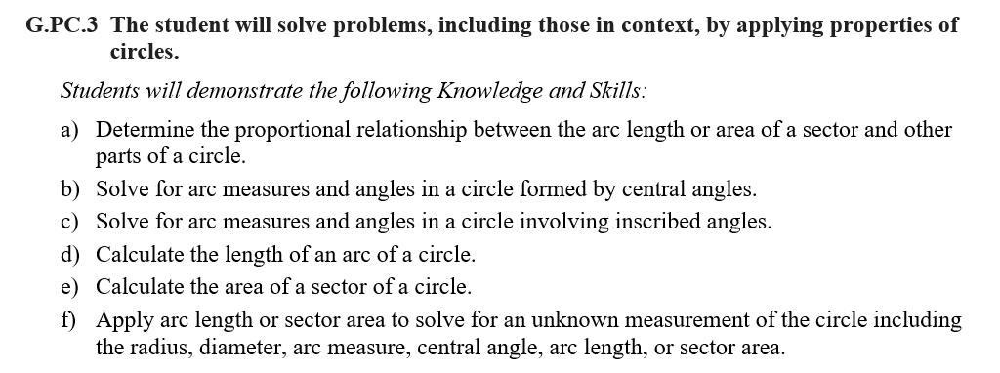 G.PC.3 The student will solve problems, including those in context, by applying properties of
circles.
Students will demonstrate the following Knowledge and Skills:
a) Determine the proportional relationship between the arc length or area of a sector and other
parts of a circle.
b) Solve for arc measures and angles in a circle formed by central angles.
c) Solve for arc measures and angles in a circle involving inscribed angles.
d) Calculate the length of an arc of a circle.
e) Calculate the area of a sector of a circle.
f) Apply arc length or sector area to solve for an unknown measurement of the circle including
the radius, diameter, arc measure, central angle, arc length, or sector area.